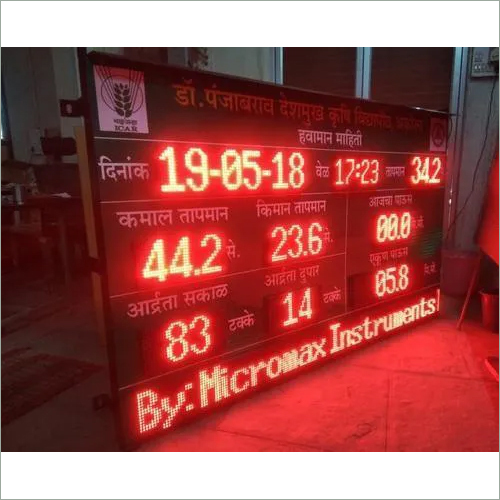 डॉ. पंजाबराव देशमुख कृषि विद्यापीठ, अकोला
हवामान माहिती
दिनांक 19-05-18 वेळ 17:23 तापमान 34.2
कमाल तापमान किमान तापमान आजचा पाऊस
44.2 से. 23.6 से. 00.0 मि.मी.
आर्द्रता सकाळ आर्द्रता दुपार एकुण पाऊस
83 टक्के 14 टक्के 05.8 मि.मी.
By: Micromax Instruments
ICAR